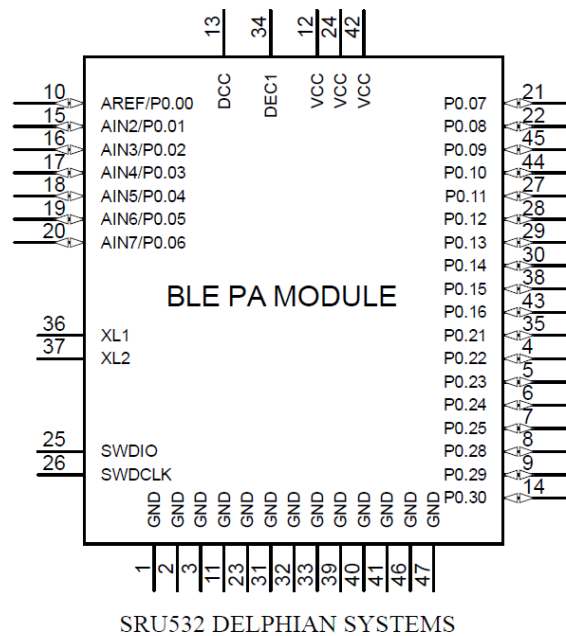 13 34 12 24 42
DCC DEC1 VCC VCC VCC
10 AREF/P0.00 P0.07 21
15 AIN2/P0.01 P0.08 22
16 AIN3/P0.02 P0.09 45
17 AIN4/P0.03 P0.10 44
18 AIN5/P0.04 P0.11 27
19 AIN6/P0.05 P0.12 28
20 AIN7/P0.06 P0.13 29
P0.14 30
P0.15 38
BLE PA MODULE
P0.16 43
36 XL1 P0.21 35
37 XL2 P0.22 4
P0.23 5
P0.24 6
P0.25 7
25 SWDIO P0.28 8
26 SWDCLK P0.29 9
P0.30 14
GND GND GND GND GND GND GND GND GND GND GND GND GND
1 2 3 11 23 31 32 33 39 40 41 46 47
SRU532 DELPHIAN SYSTEMS